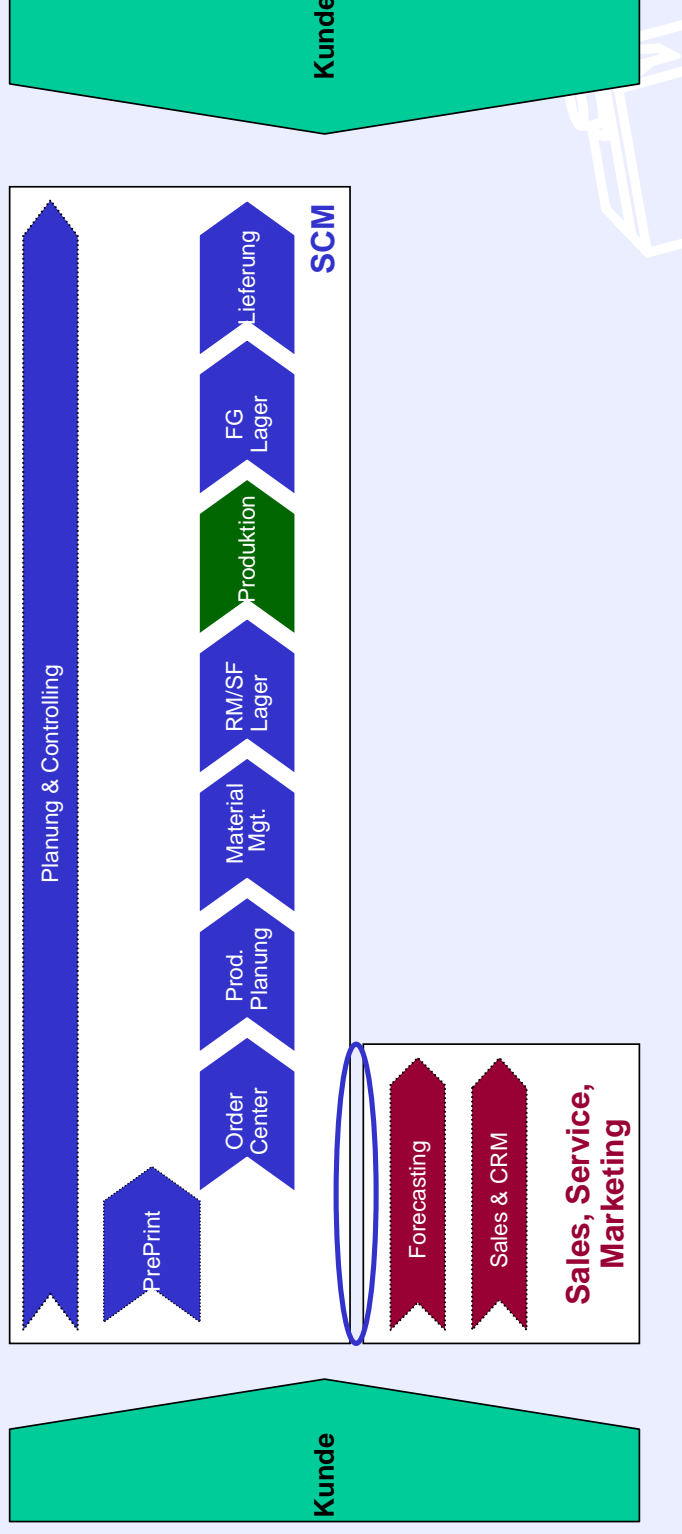 Kunde
Planung & Controlling
PrePrint
Order
Center
Prod.
Planung
Material
Mgt.
RM/SF
Lager
Produktion
FG
Lager
Lieferung
SCM
Forecasting
Sales & CRM
Sales, Service,
Marketing
Kunde